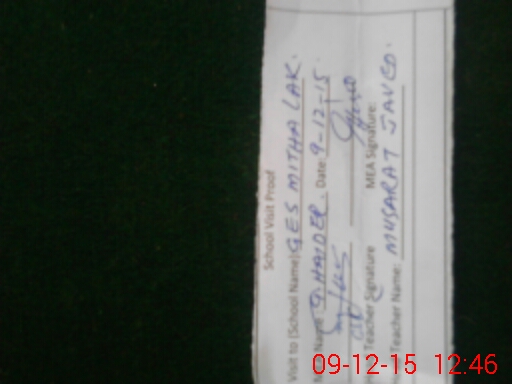 School Visit Proof
Visit to (School Name) GES MITHA LAK.
Name HAIDER. Date: 9-12-15.
Teacher Signature MEA Signature:
Teacher Name: MUSARAT JAVED.
09-12-15 12:46